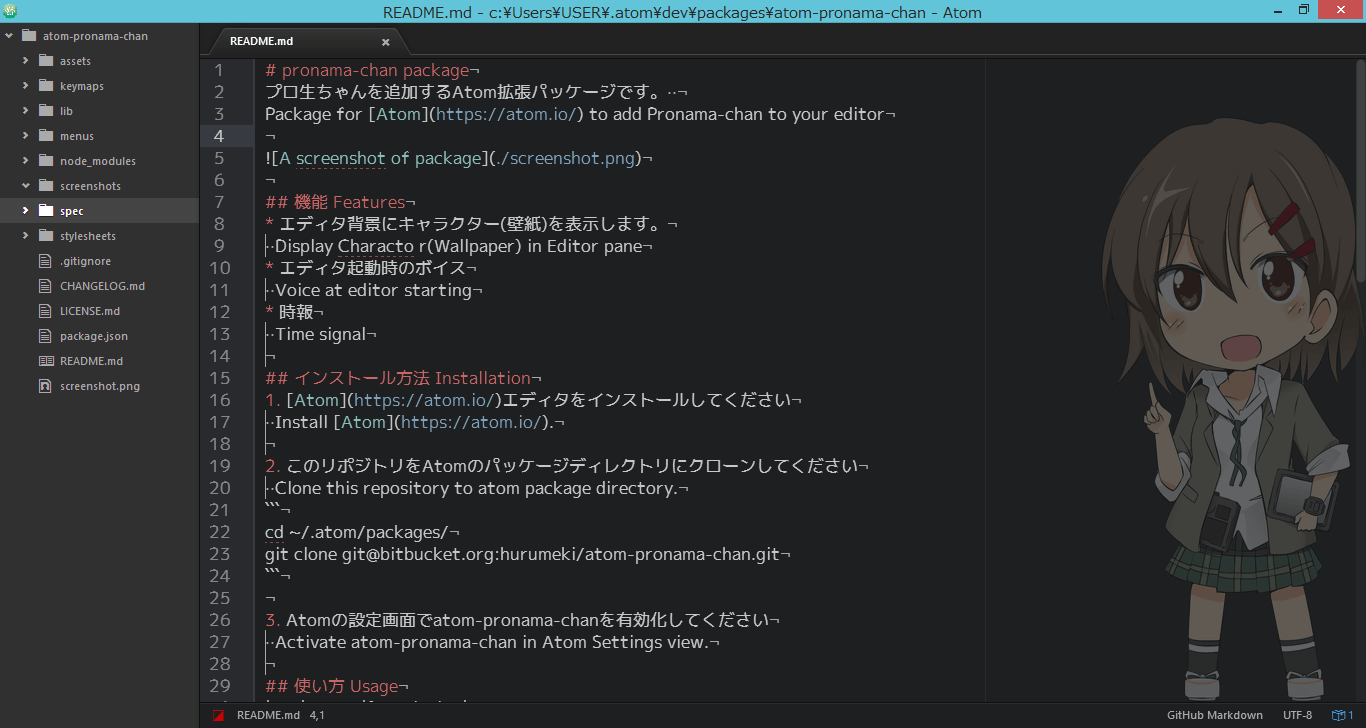 README.md - c:¥Users¥USER¥.atom¥dev¥packages¥atom-pronama-chan - Atom
atom-pronama-chan
assets
keymaps
lib
menus
node_modules
screenshots
spec
stylesheets
.gitignore
CHANGELOG.md
LICENSE.md
package.json
README.md
screenshot.png
README.md
1 # pronama-chan package¬
2 プロ生ちゃんを追加するAtom拡張パッケージです。··¬
3 Package for [Atom](https://atom.io/) to add Pronama-chan to your editor¬
4 ¬
5 ![A screenshot of package](./screenshot.png)¬
6 ¬
7 ## 機能 Features¬
8 * エディタ背景にキャラクター(壁紙)を表示します。¬
9 ··Display Characto r(Wallpaper) in Editor pane¬
10 * エディタ起動時のボイス¬
11 ··Voice at editor starting¬
12 * 時報¬
13 ··Time signal¬
14 ¬
15 ## インストール方法 Installation¬
16 1. [Atom](https://atom.io/)エディタをインストールしてください¬
17 ··Install [Atom](https://atom.io/).¬
18 ¬
19 2. このリポジトリをAtomのパッケージディレクトリにクローンしてください¬
20 ··Clone this repository to atom package directory.¬
21 ```¬
22 cd ~/.atom/packages/¬
23 git clone git@bitbucket.org:hurumeki/atom-pronama-chan.git¬
24 ```¬
25 ¬
26 3. Atomの設定画面でatom-pronama-chanを有効化してください¬
27 ··Activate atom-pronama-chan in Atom Settings view.¬
28 ¬
29 ## 使い方 Usage¬
README.md 4,1 GitHub Markdown UTF-8 1